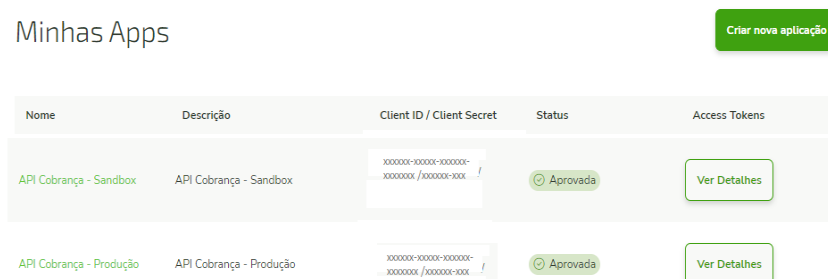 Minhas Apps
Criar nova aplicação
Nome Descrição Client ID / Client Secret Status Access Tokens
API Cobrança - Sandbox API Cobrança - Sandbox xxxxxx-xxxxx-xxxxxx- Aprovada Ver Detalhes
xxxxxxx /xxxxxx-xxx /
API Cobrança - Produção API Cobrança - Produção xxxxxx-xxxxx-xxxxxx- Aprovada Ver Detalhes
xxxxxxx /xxxxxx-xxx /